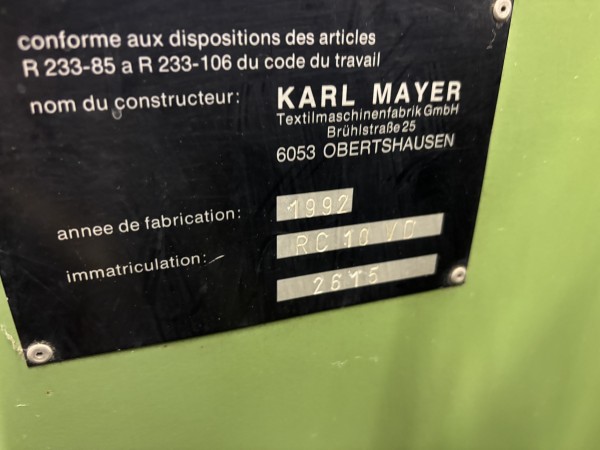 conforme aux dispositions des articles
R 233-85 a R 233-106 du code du travail
nom du constructeur: KARL MAYER
Textilmaschinenfabrik GmbH
Brühlstraße 25
6053 OBERTSHAUSEN
annee de fabrication: 1992
immatriculation: RC 10 VD
2615